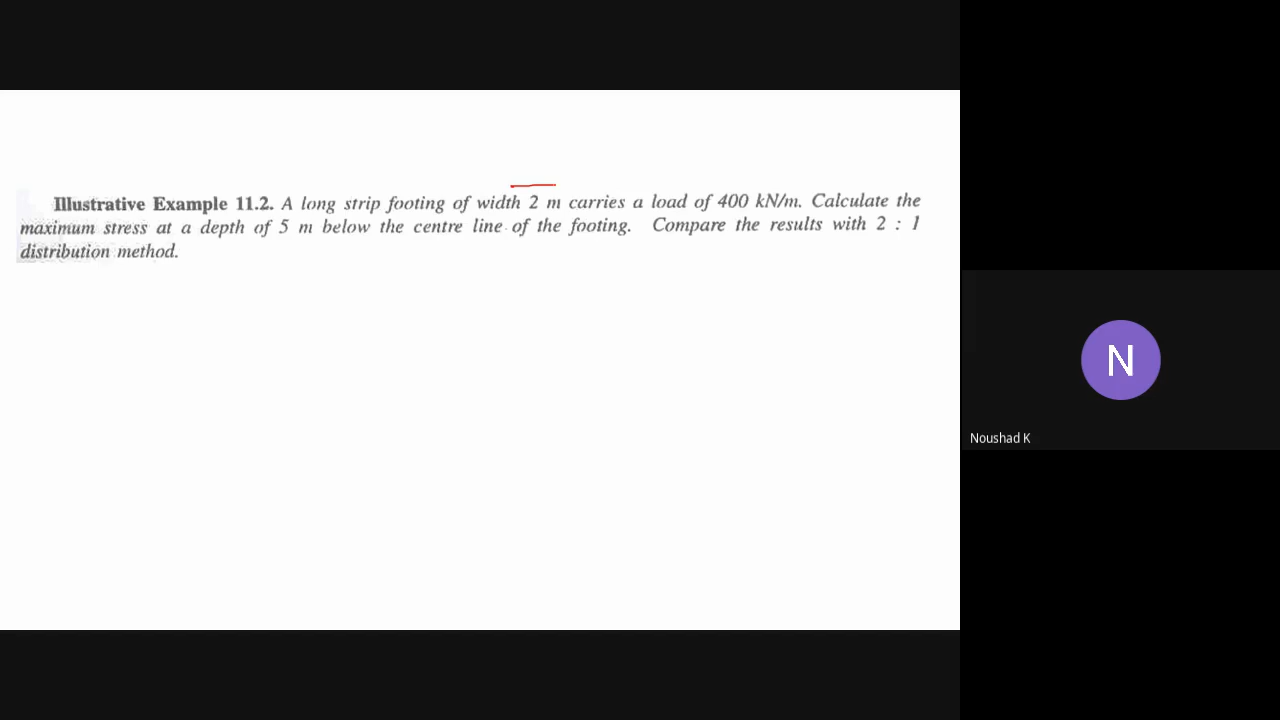 Illustrative Example 11.2. A long strip footing of width 2 m carries a load of 400 kN/m. Calculate the
maximum stress at a depth of 5 m below the centre line of the footing. Compare the results with 2 : 1
distribution method.
N
Noushad K